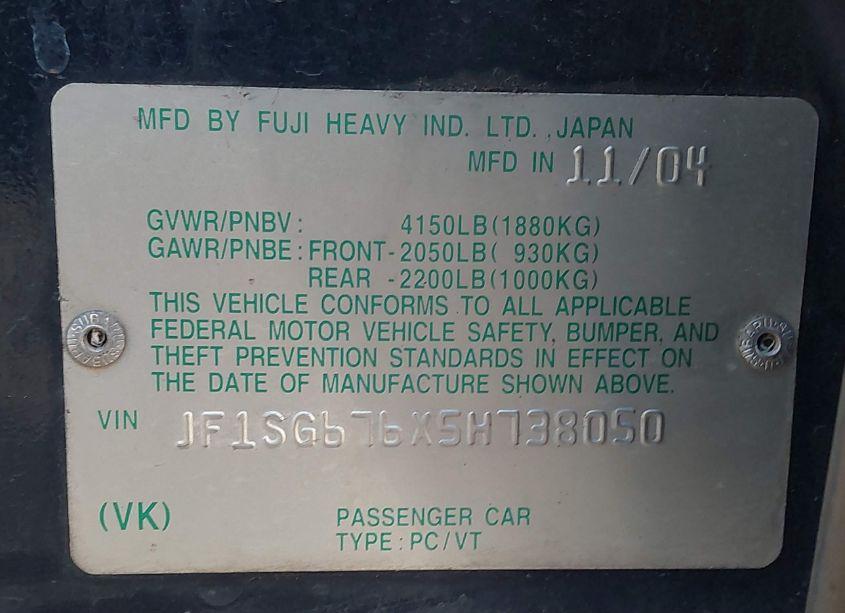 MFD BY FUJI HEAVY IND. LTD., JAPAN
MFD IN 11/04
GVWR/PNBV: 4150LB(1880KG)
GAWR/PNBE: FRONT-2050LB( 930KG)
REAR -2200LB(1000KG)
THIS VEHICLE CONFORMS TO ALL APPLICABLE
FEDERAL MOTOR VEHICLE SAFETY, BUMPER, AND
THEFT PREVENTION STANDARDS IN EFFECT ON
THE DATE OF MANUFACTURE SHOWN ABOVE.
VIN JF1SG676X5H738050
(VK) PASSENGER CAR
TYPE: PC/VT